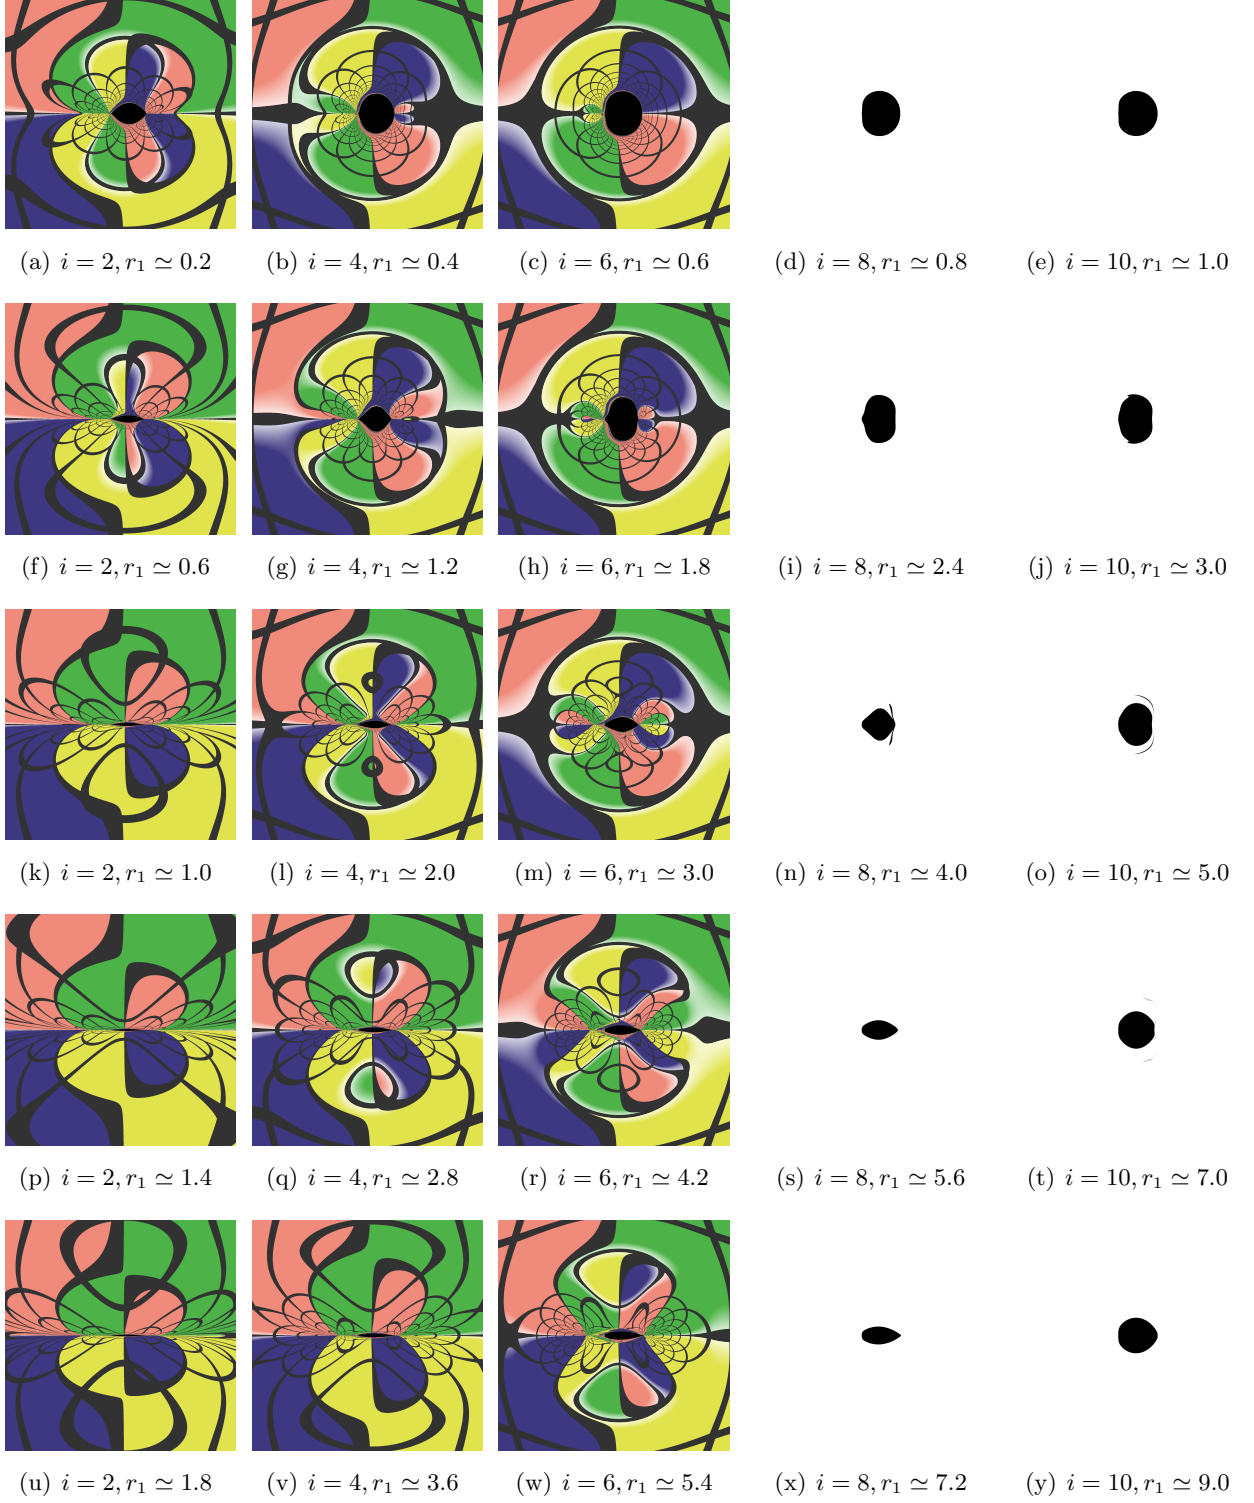 (a) i = 2, r₁ ≃ 0.2 (b) i = 4, r₁ ≃ 0.4 (c) i = 6, r₁ ≃ 0.6 (d) i = 8, r₁ ≃ 0.8 (e) i = 10, r₁ ≃ 1.0
(f) i = 2, r₁ ≃ 0.6 (g) i = 4, r₁ ≃ 1.2 (h) i = 6, r₁ ≃ 1.8 (i) i = 8, r₁ ≃ 2.4 (j) i = 10, r₁ ≃ 3.0
(k) i = 2, r₁ ≃ 1.0 (l) i = 4, r₁ ≃ 2.0 (m) i = 6, r₁ ≃ 3.0 (n) i = 8, r₁ ≃ 4.0 (o) i = 10, r₁ ≃ 5.0
(p) i = 2, r₁ ≃ 1.4 (q) i = 4, r₁ ≃ 2.8 (r) i = 6, r₁ ≃ 4.2 (s) i = 8, r₁ ≃ 5.6 (t) i = 10, r₁ ≃ 7.0
(u) i = 2, r₁ ≃ 1.8 (v) i = 4, r₁ ≃ 3.6 (w) i = 6, r₁ ≃ 5.4 (x) i = 8, r₁ ≃ 7.2 (y) i = 10, r₁ ≃ 9.0